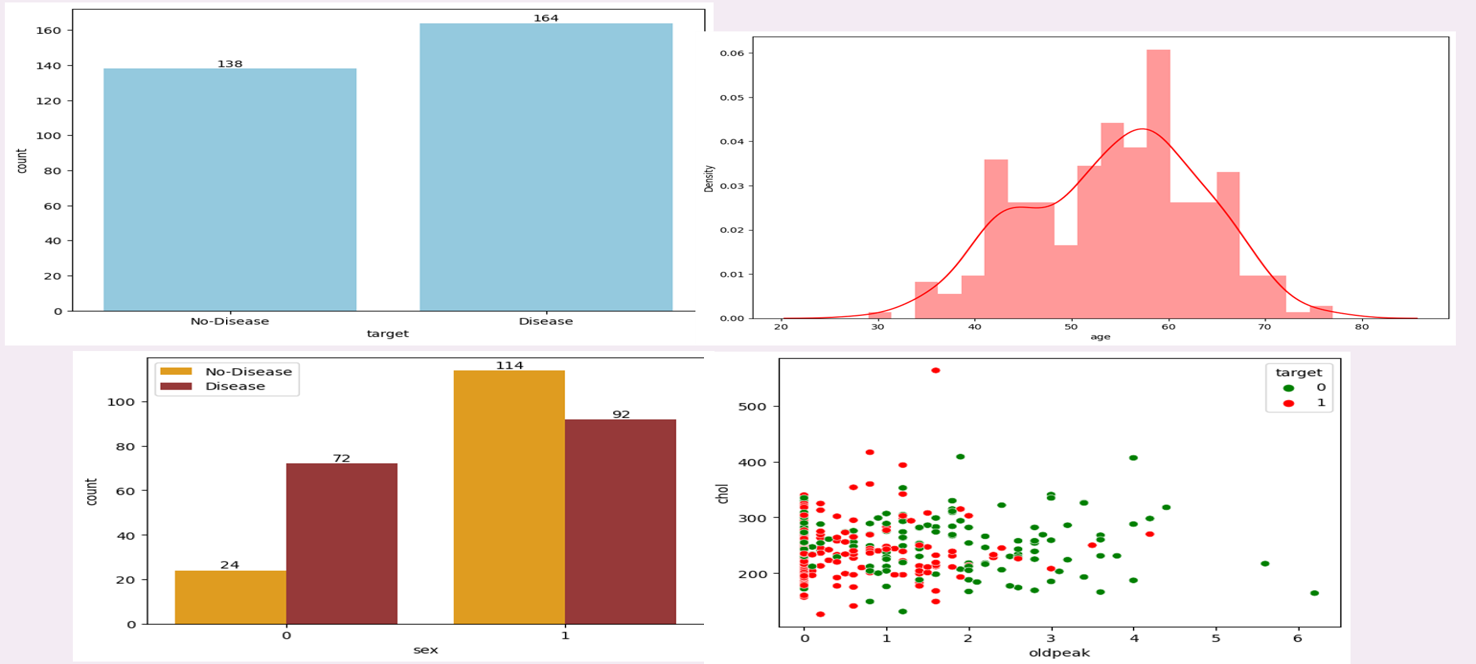 164
160
138
140
120
100
80
60
40
20
0
count
No-Disease Disease
target
0.06
0.05
0.04
0.03
0.02
0.01
0.00
Density
20 30 40 50 60 70 80
age
No-Disease
Disease
114
100
92
80
72
60
40
24
20
0
count
0 1
sex
target
0
1
500
400
300
200
chol
0 1 2 3 4 5 6
oldpeak